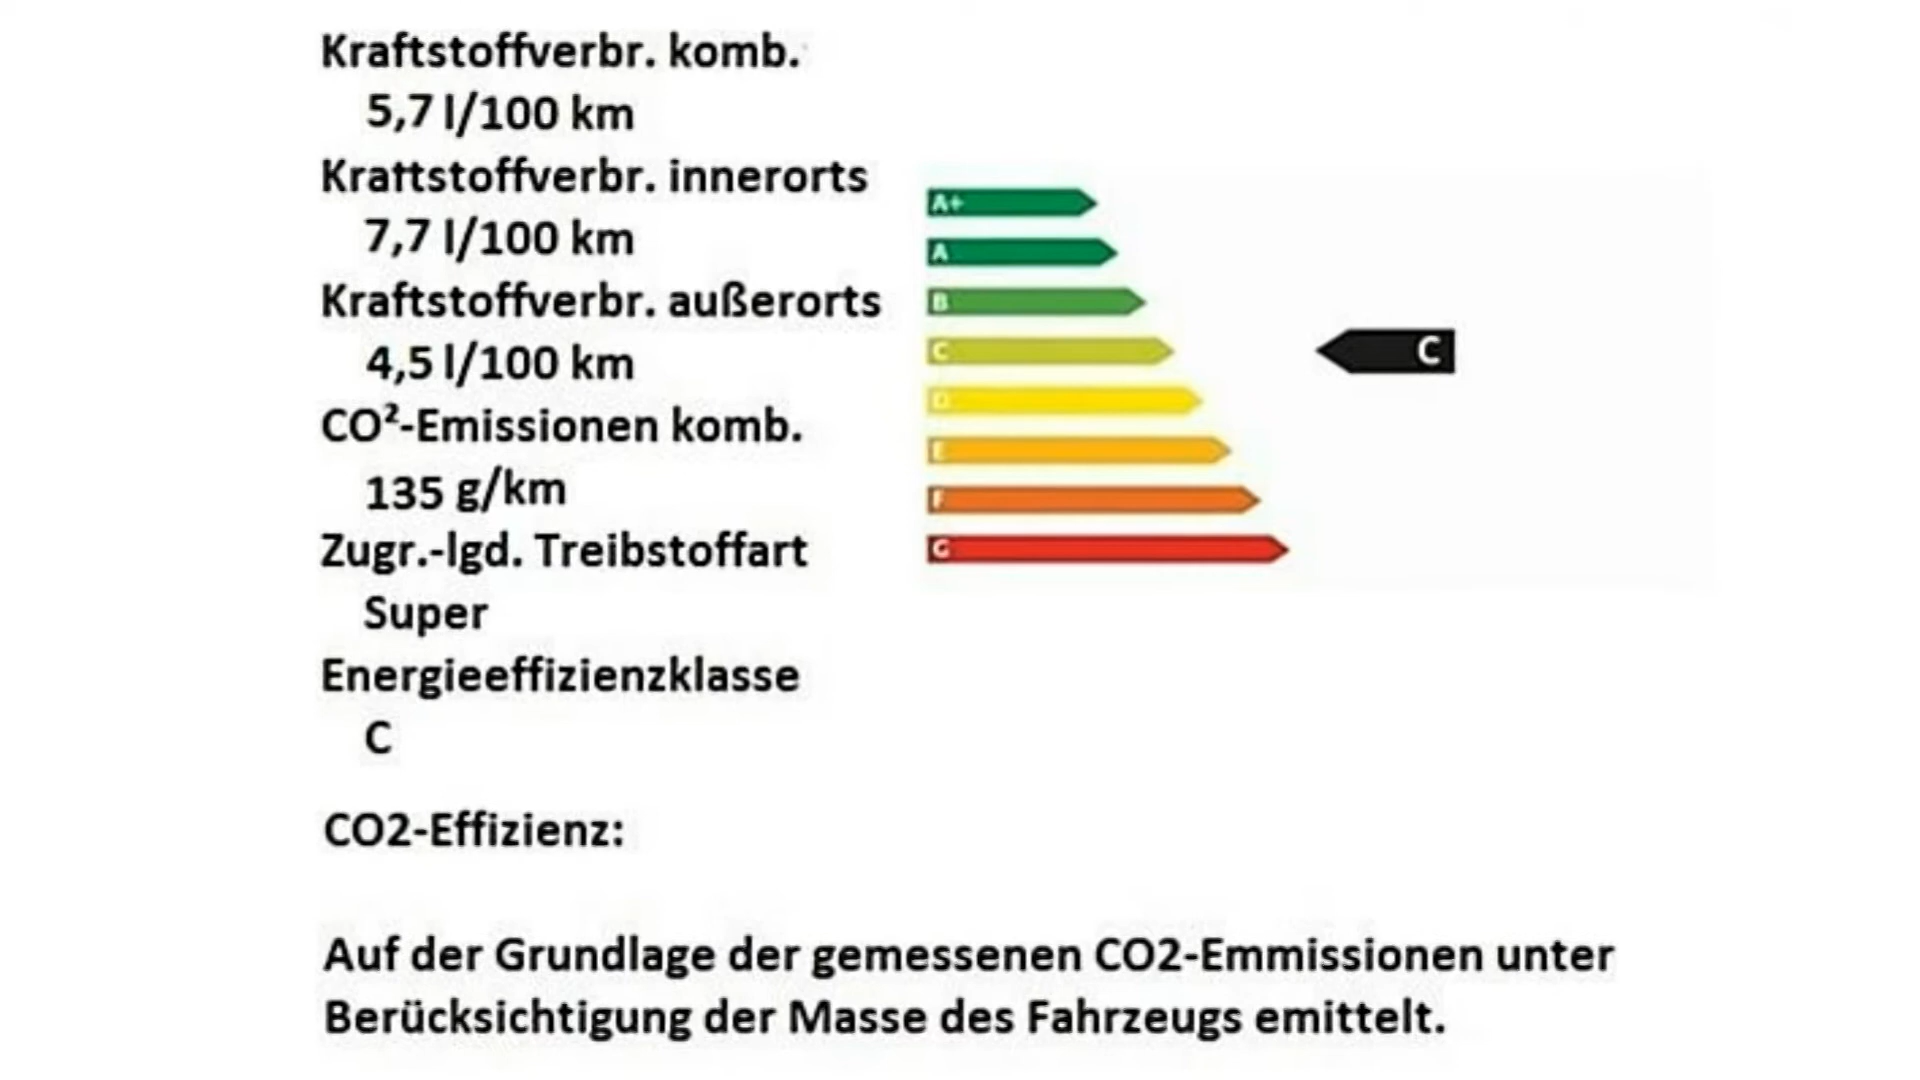 Kraftstoffverbr. komb.
5,7 l/100 km
Krattstoffverbr. innerorts
7,7 l/100 km
Kraftstoffverbr. außerorts
4,5 l/100 km
CO²-Emissionen komb.
135 g/km
Zugr.-lgd. Treibstoffart
Super
Energieeffizienzklasse
C
A+
A
B
C
D
E
F
G
C
CO2-Effizienz:
Auf der Grundlage der gemessenen CO2-Emmissionen unter
Berücksichtigung der Masse des Fahrzeugs emittelt.